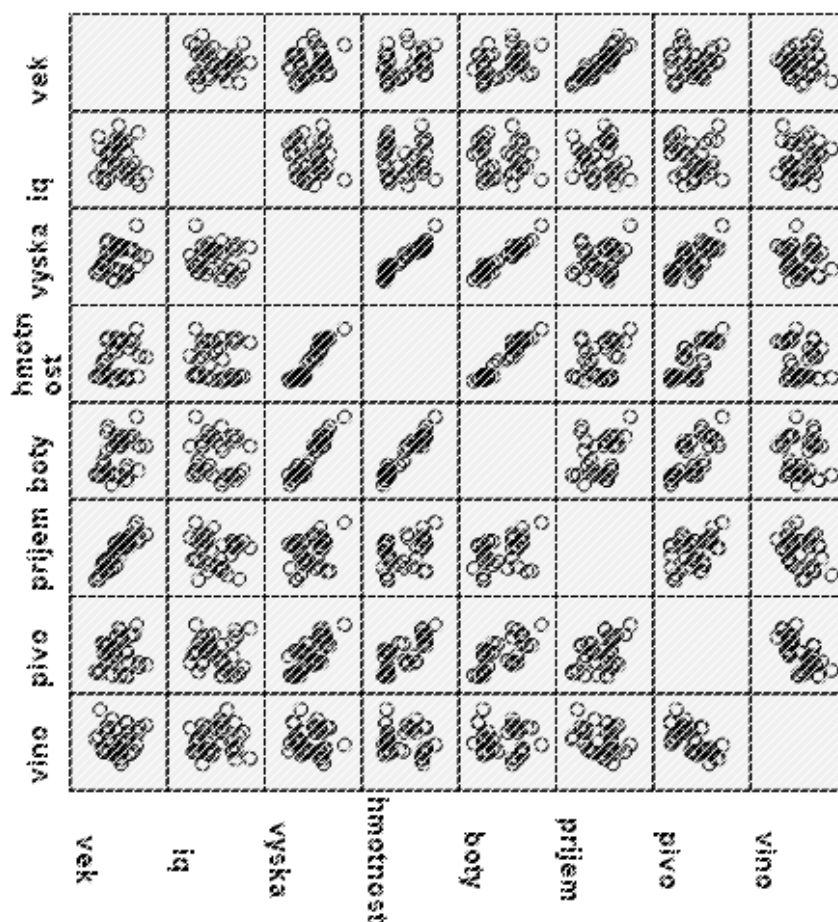 vek
iq
vyska
hmotn
ost
boty
prijem
pivo
vino
vek
iq
vyska
hmotnost
boty
prijem
pivo
vino